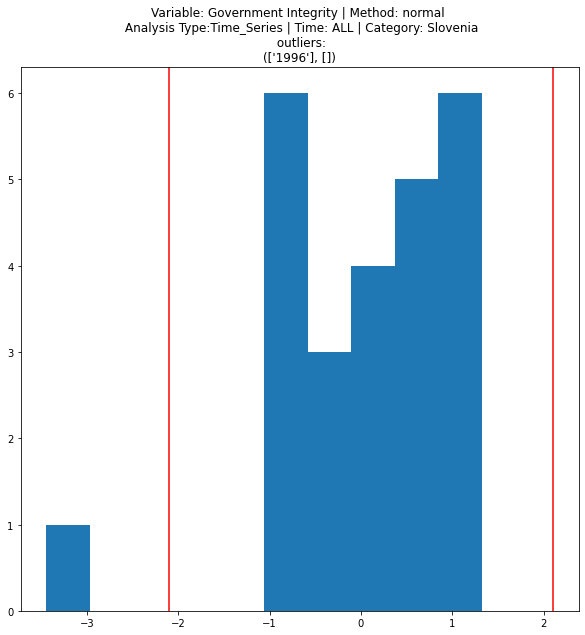 Variable: Government Integrity | Method: normal
Analysis Type:Time_Series | Time: ALL | Category: Slovenia
outliers:
(['1996'], [])
6
5
4
3
2
1
0
−3 −2 −1 0 1 2